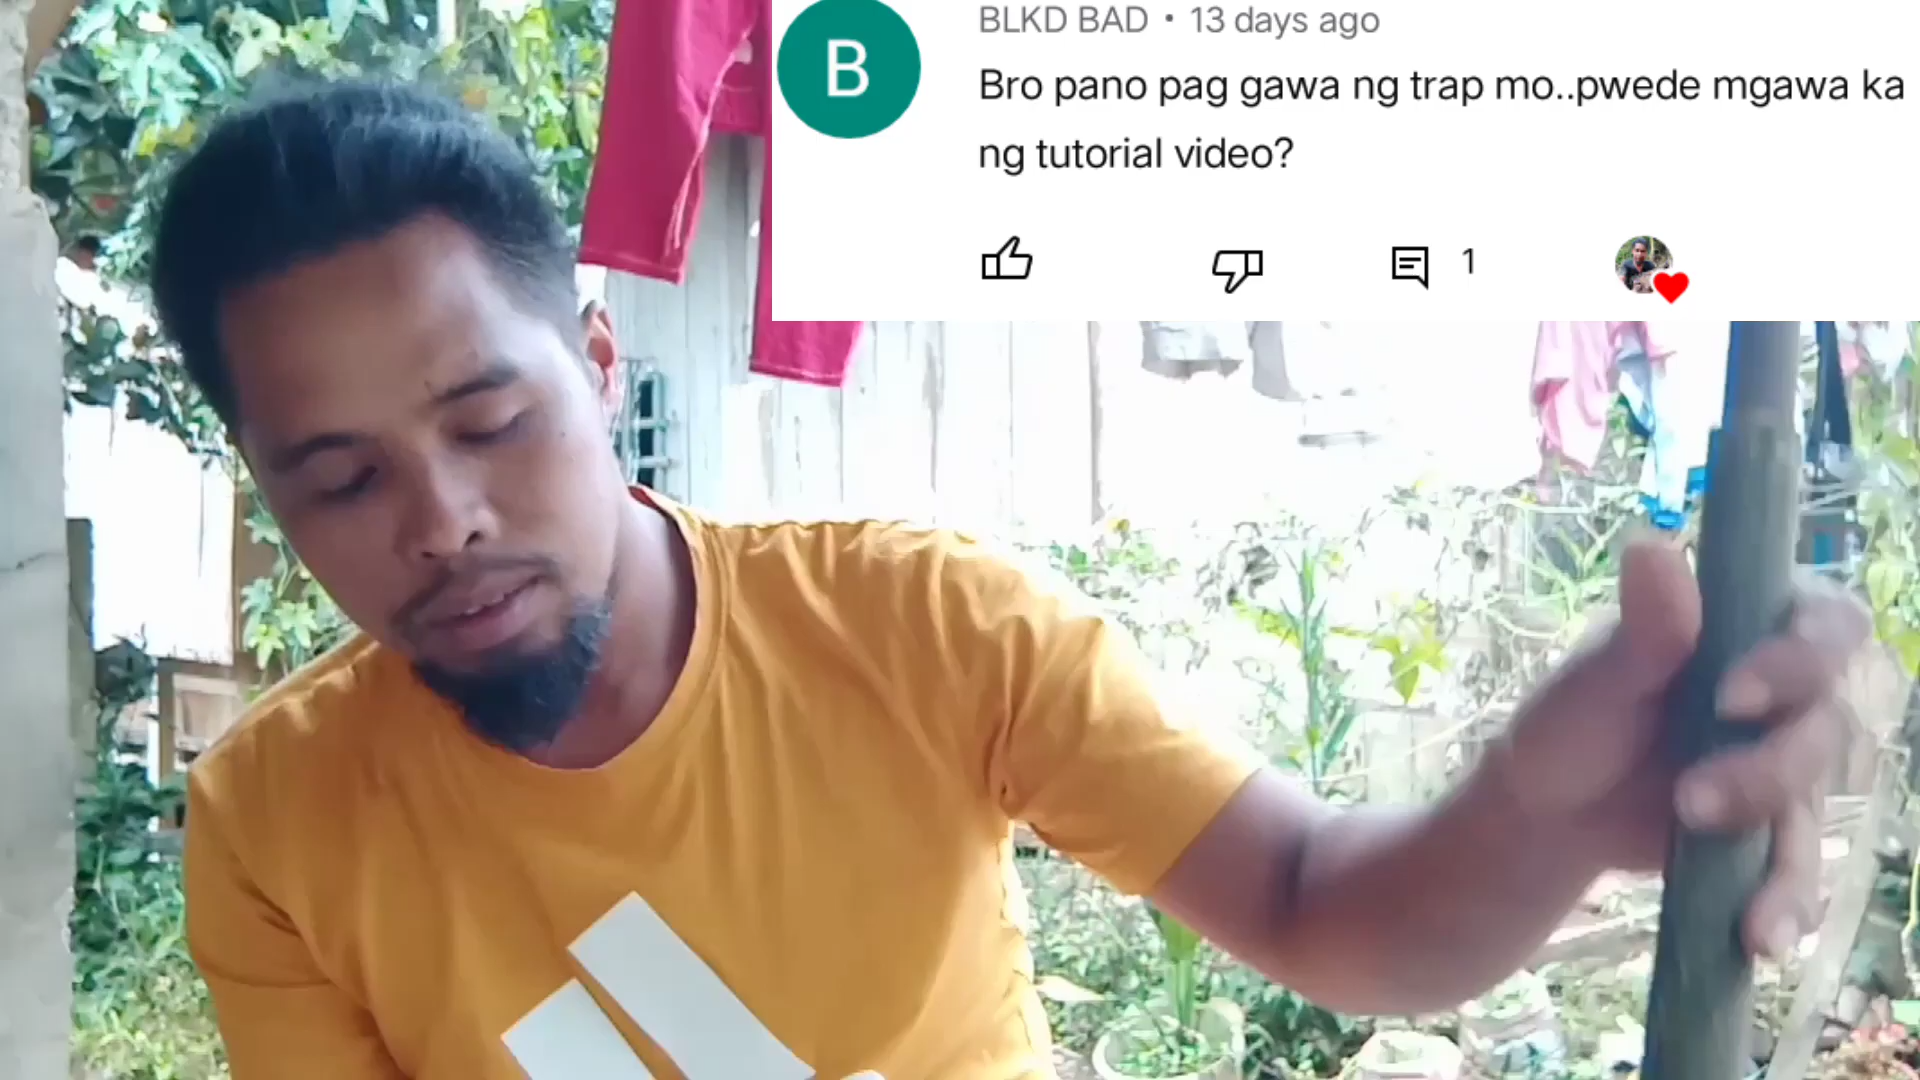 B
BLKD BAD • 13 days ago
Bro pano pag gawa ng trap mo..pwede mgawa ka
ng tutorial video?
1